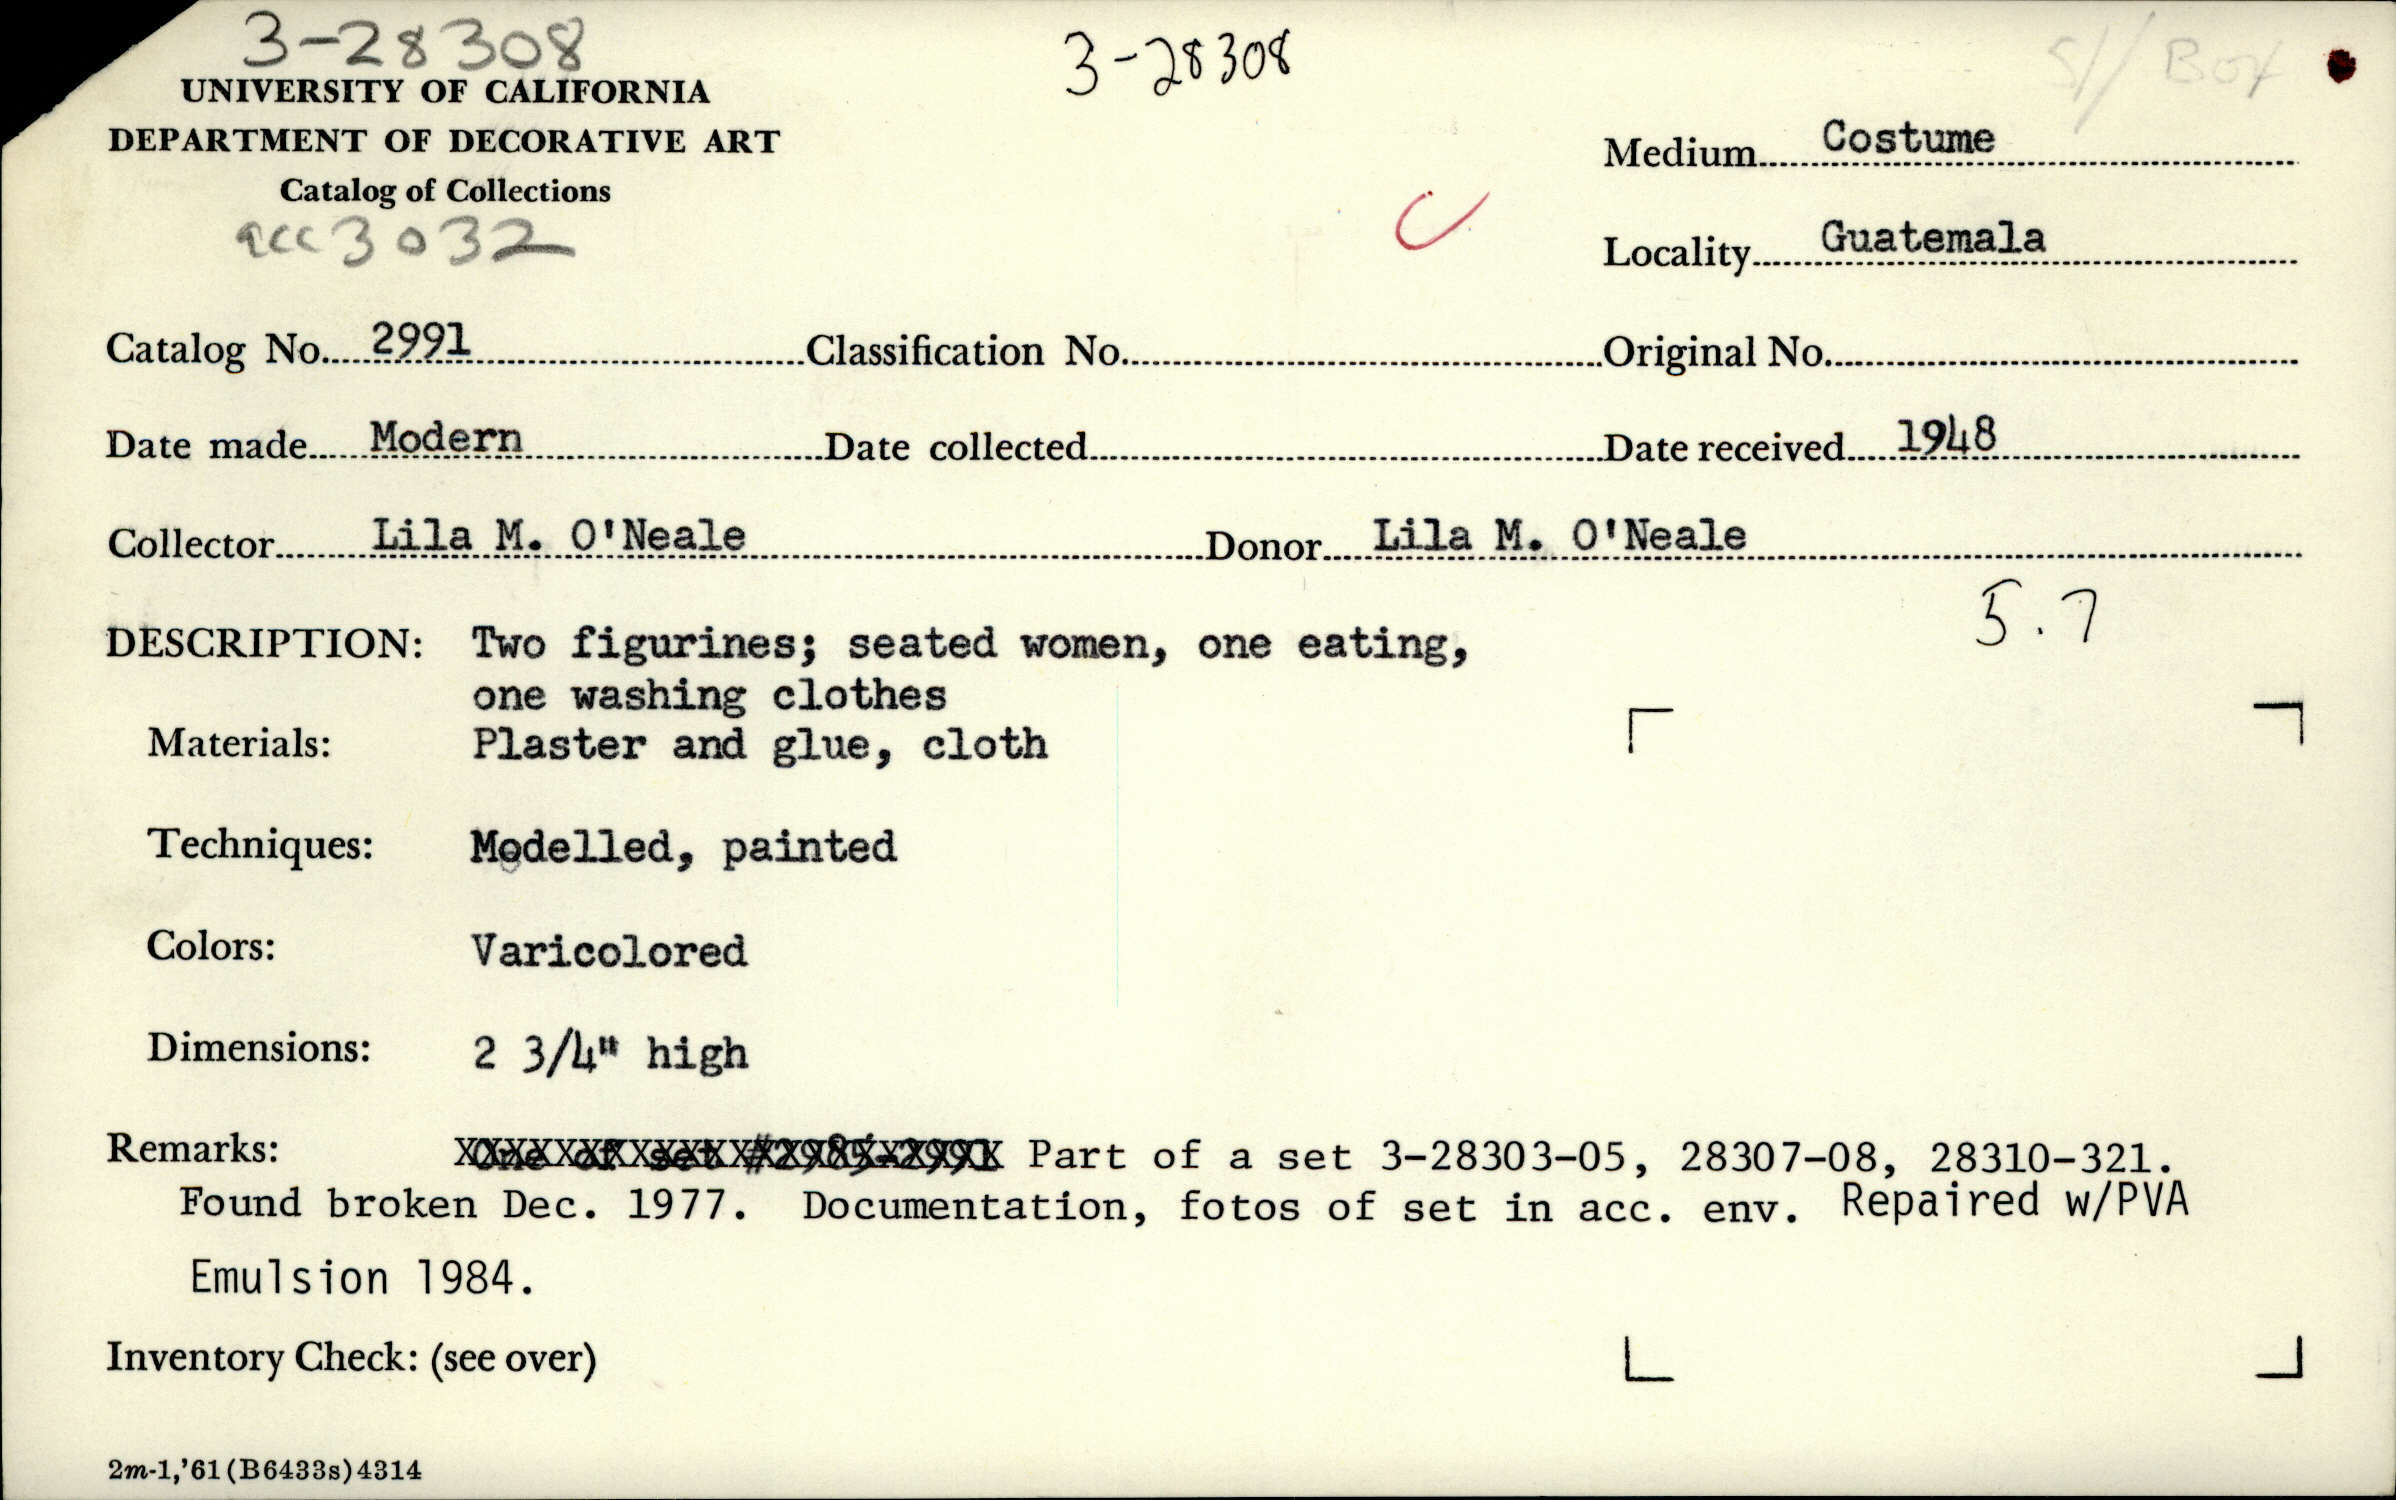 3-28308
3-28308
S// Box
UNIVERSITY OF CALIFORNIA
DEPARTMENT OF DECORATIVE ART
Catalog of Collections
acc 3032
Medium Costume
Locality Guatemala
Catalog No. 2991 Classification No. Original No.
Date made Modern Date collected Date received 1948
Collector Lila M. O'Neale Donor Lila M. O'Neale
5.7
DESCRIPTION: Two figurines; seated women, one eating,
one washing clothes
Materials: Plaster and glue, cloth
Techniques: Modelled, painted
Colors: Varicolored
Dimensions: 2 3/4" high
Remarks: One of set #2985-2991 Part of a set 3-28303-05, 28307-08, 28310-321.
Found broken Dec. 1977. Documentation, fotos of set in acc. env. Repaired w/PVA
Emulsion 1984.
Inventory Check: (see over)
2m-1,'61(B6433s)4314